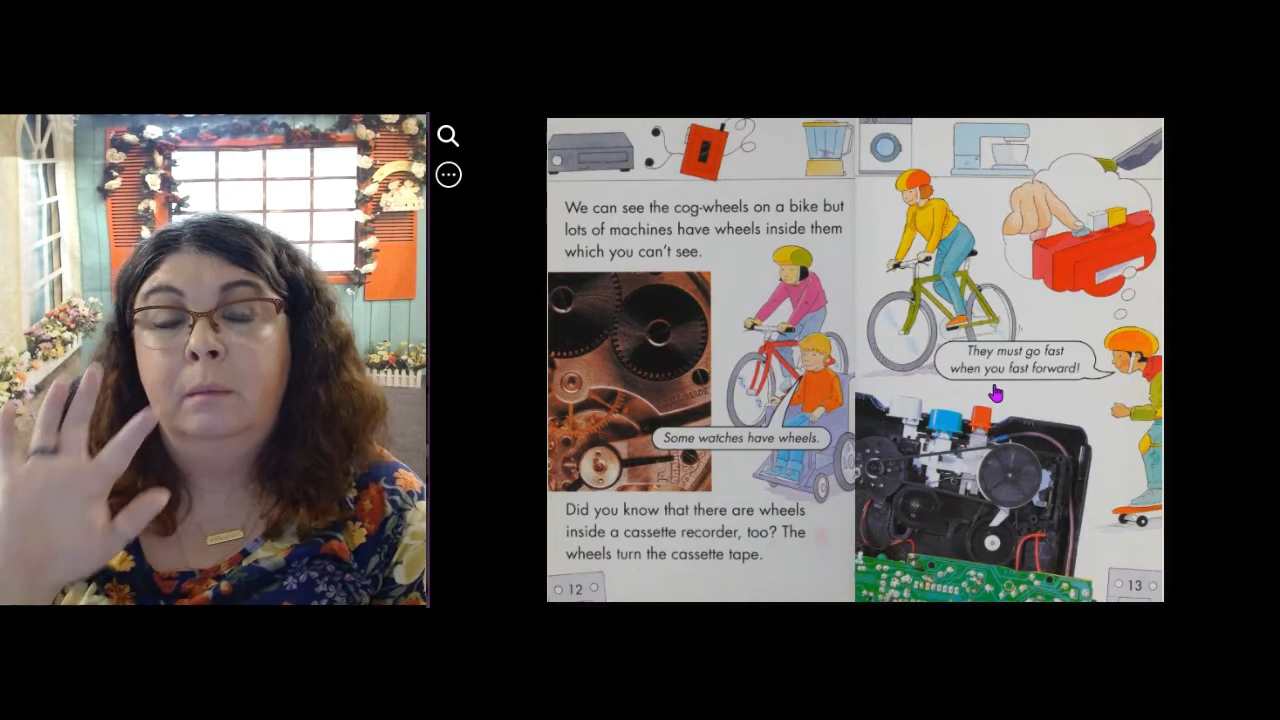 We can see the cog-wheels on a bike but
lots of machines have wheels inside them
which you can't see.
Some watches have wheels.
Did you know that there are wheels
inside a cassette recorder, too? The
wheels turn the cassette tape.
12
They must go fast
when you fast forward!
13